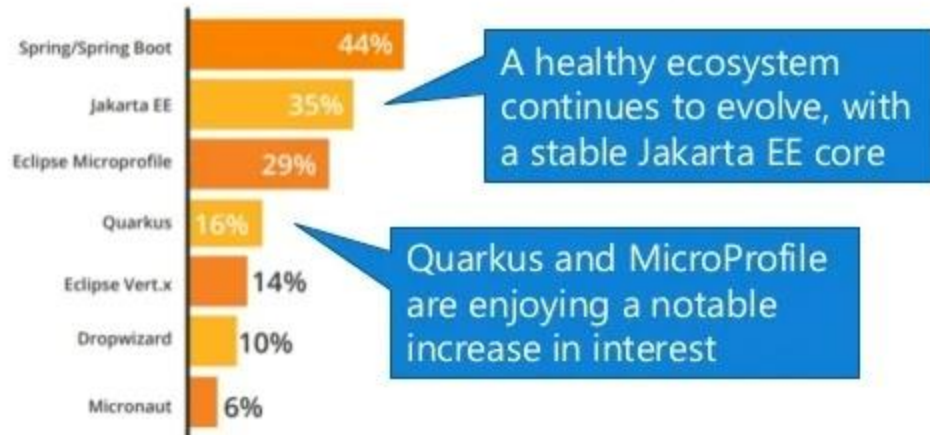 Spring/Spring Boot 44%
Jakarta EE 35%
Eclipse Microprofile 29%
Quarkus 16%
Eclipse Vert.x 14%
Dropwizard 10%
Micronaut 6%
A healthy ecosystem
continues to evolve, with
a stable Jakarta EE core
Quarkus and MicroProfile
are enjoying a notable
increase in interest